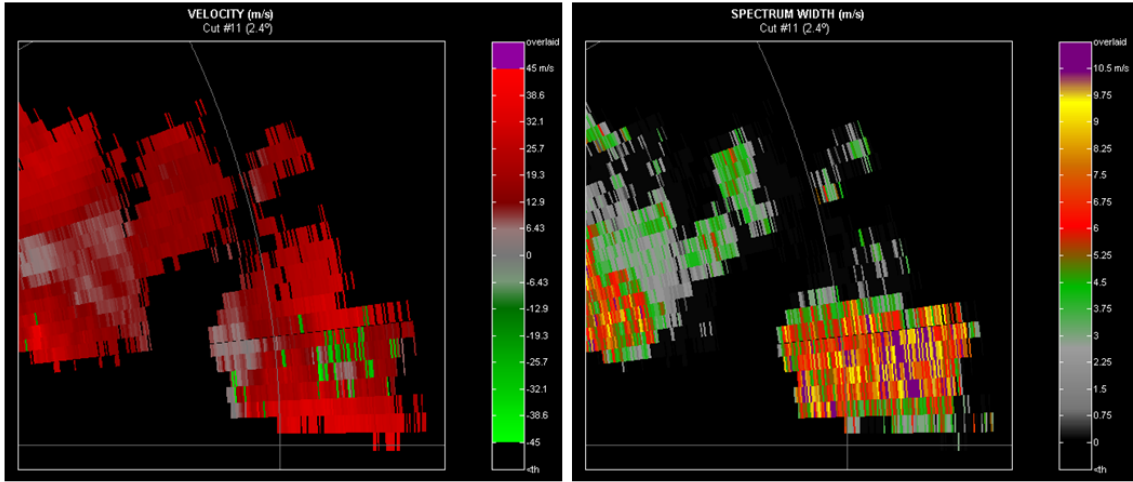 VELOCITY (m/s)
Cut #11 (2.4º)
overlaid
45 m/s
38.6
32.1
25.7
19.3
12.9
6.43
0
-6.43
-12.9
-19.3
-25.7
-32.1
-38.6
-45
<th
SPECTRUM WIDTH (m/s)
Cut #11 (2.4º)
overlaid
10.5 m/s
9.75
9
8.25
7.5
6.75
6
5.25
4.5
3.75
3
2.25
1.5
0.75
0
<th